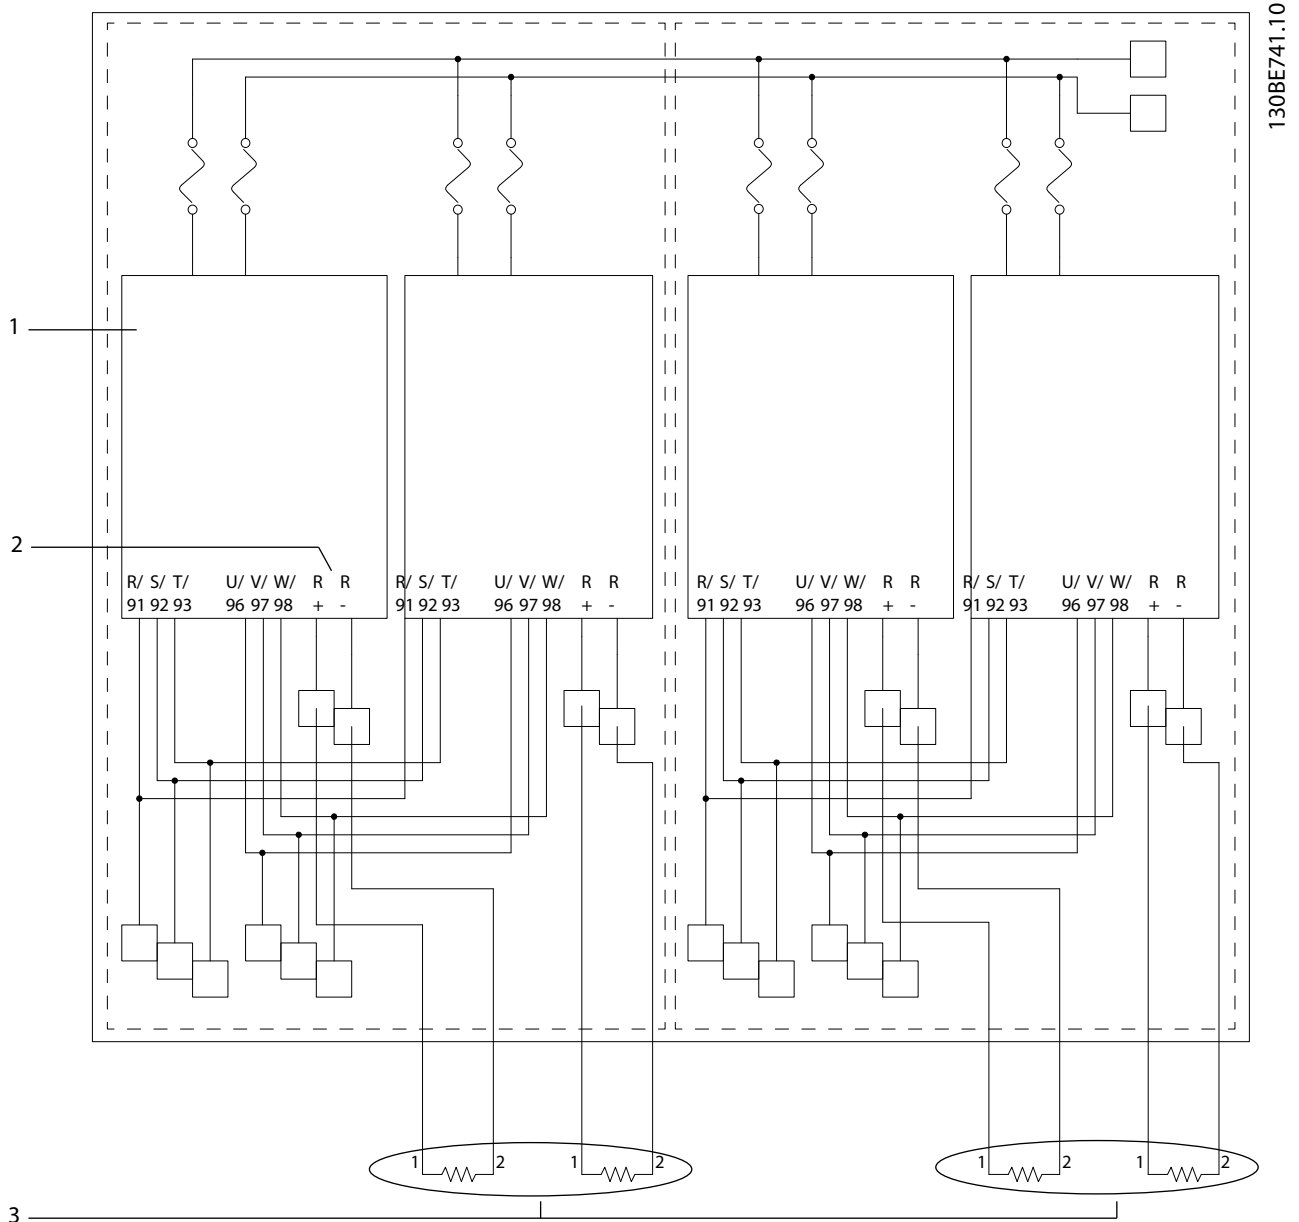 130BE741.10
1
2
R/ S/ T/ U/ V/ W/ R R R/ S/ T/ U/ V/ W/ R R R/ S/ T/ U/ V/ W/ R R R/ S/ T/ U/ V/ W/ R R
91 92 93 96 97 98 + - 91 92 93 96 97 98 + - 91 92 93 96 97 98 + - 91 92 93 96 97 98 + -
1 2 1 2 1 2 1 2
3